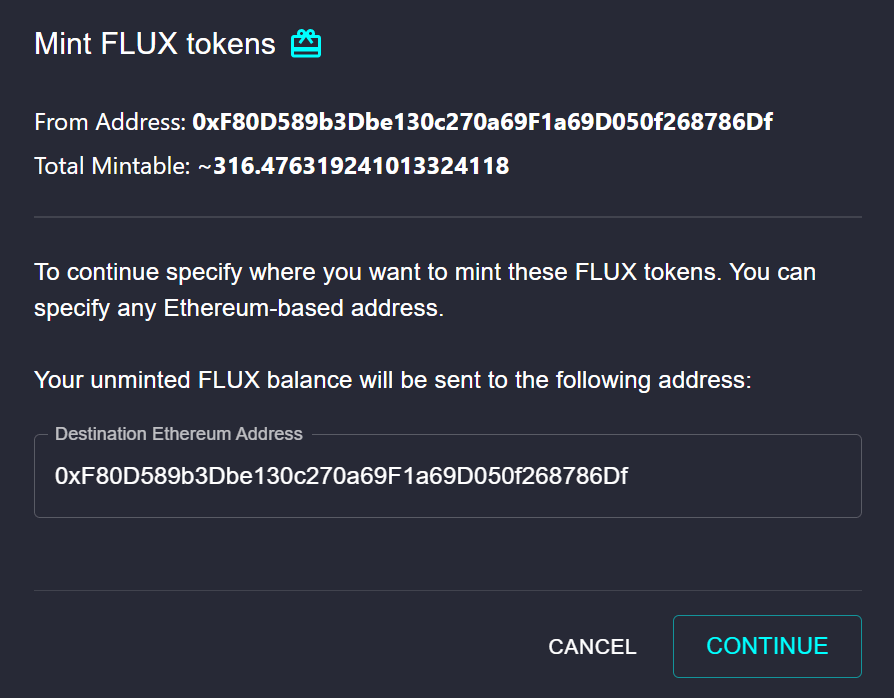 Mint FLUX tokens
From Address: 0xF80D589b3Dbe130c270a69F1a69D050f268786Df
Total Mintable: ~316.476319241013324118
To continue specify where you want to mint these FLUX tokens. You can
specify any Ethereum-based address.
Your unminted FLUX balance will be sent to the following address:
Destination Ethereum Address
0xF80D589b3Dbe130c270a69F1a69D050f268786Df
CANCEL CONTINUE